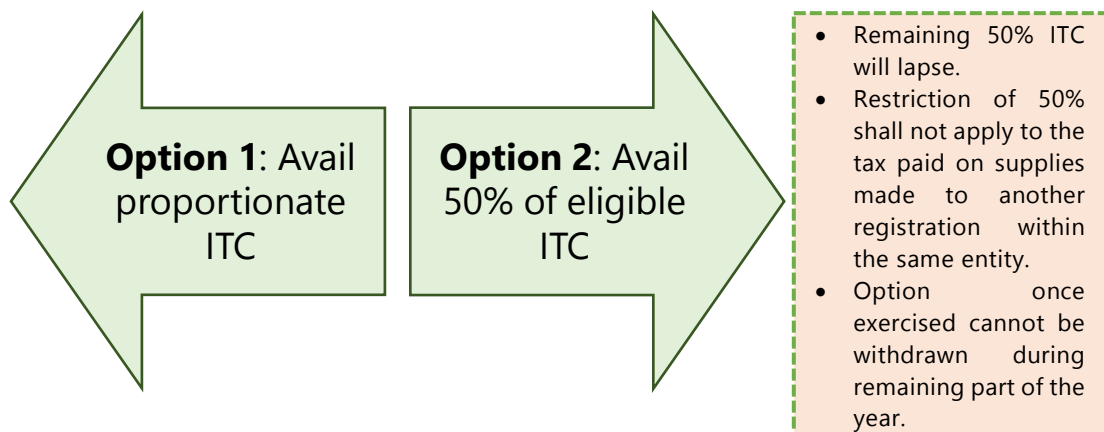 Option 1: Avail
proportionate
ITC
Option 2: Avail
50% of eligible
ITC
• Remaining 50% ITC
will lapse.
• Restriction of 50%
shall not apply to the
tax paid on supplies
made to another
registration within
the same entity.
• Option once
exercised cannot be
withdrawn during
remaining part of the
year.